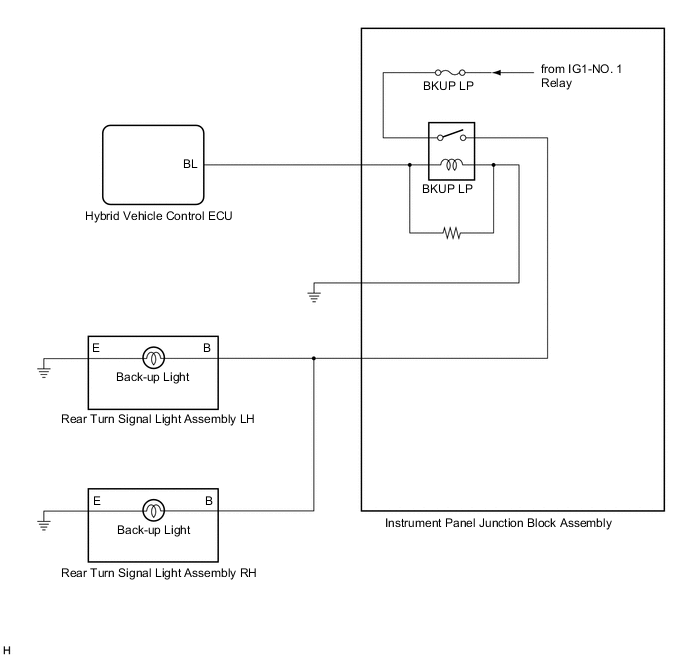 from IG1-NO. 1
Relay
BKUP LP
BL
BKUP LP
Hybrid Vehicle Control ECU
E
B
Back-up Light
Rear Turn Signal Light Assembly LH
E
B
Back-up Light
Instrument Panel Junction Block Assembly
Rear Turn Signal Light Assembly RH
H